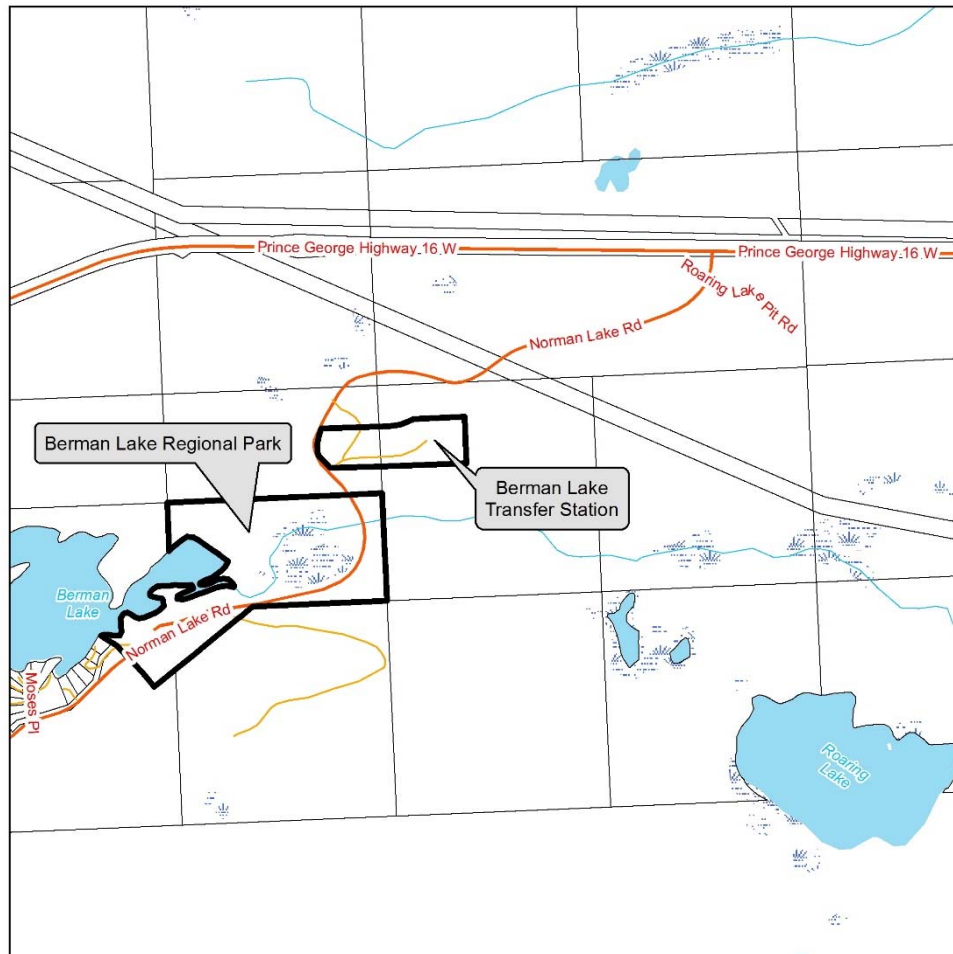 Prince George Highway 16 W
Prince George Highway 16 W
Roaring Lake Pit Rd
Norman Lake Rd
Berman Lake Regional Park
Berman Lake
Transfer Station
Berman
Lake
Norman Lake Rd
Moses Pl
Roaring
Lake